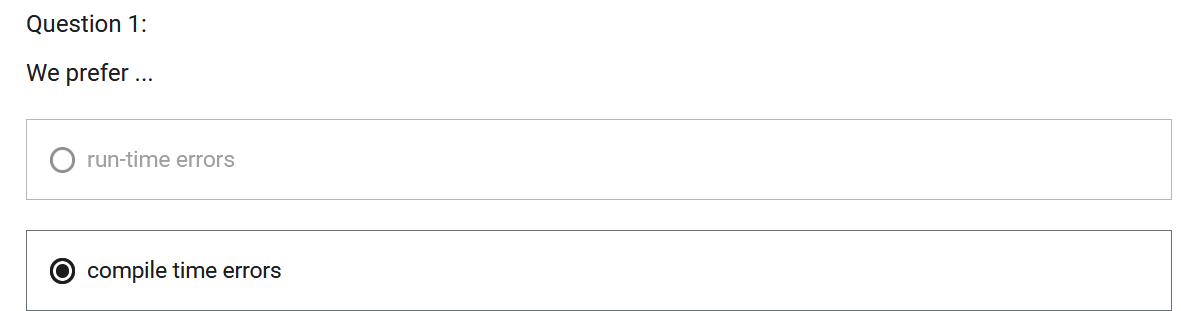 Question 1:
We prefer ...
run-time errors
compile time errors